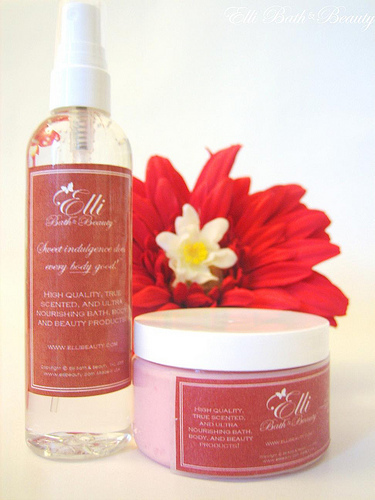 Elli Bath & Beauty
Elli
Bath & Beauty
Sweet indulgence does
every body good!
HIGH QUALITY, TRUE
SCENTED, AND ULTRA
NOURISHING BATH, BODY,
AND BEAUTY PRODUCTS!
WWW.ELLIBEAUTY.COM
HIGH QUALITY,
TRUE SCENTED,
AND ULTRA
NOURISHING BATH,
BODY, AND BEAUTY
PRODUCTS!
Elli
Bath & Beauty